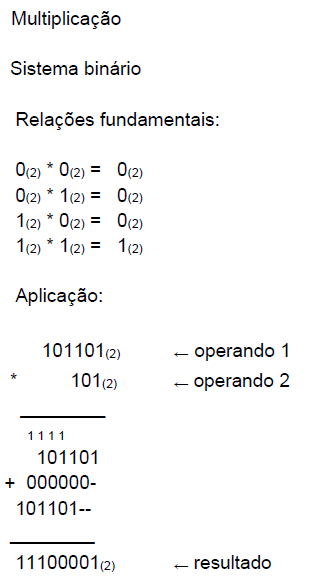 Multiplicação
Sistema binário
Relações fundamentais:
0(2) * 0(2) = 0(2)
0(2) * 1(2) = 0(2)
1(2) * 0(2) = 0(2)
1(2) * 1(2) = 1(2)
Aplicação:
101101(2) ← operando 1
* 101(2) ← operando 2
1 1 1 1
101101
+ 000000-
101101--
11100001(2) ← resultado